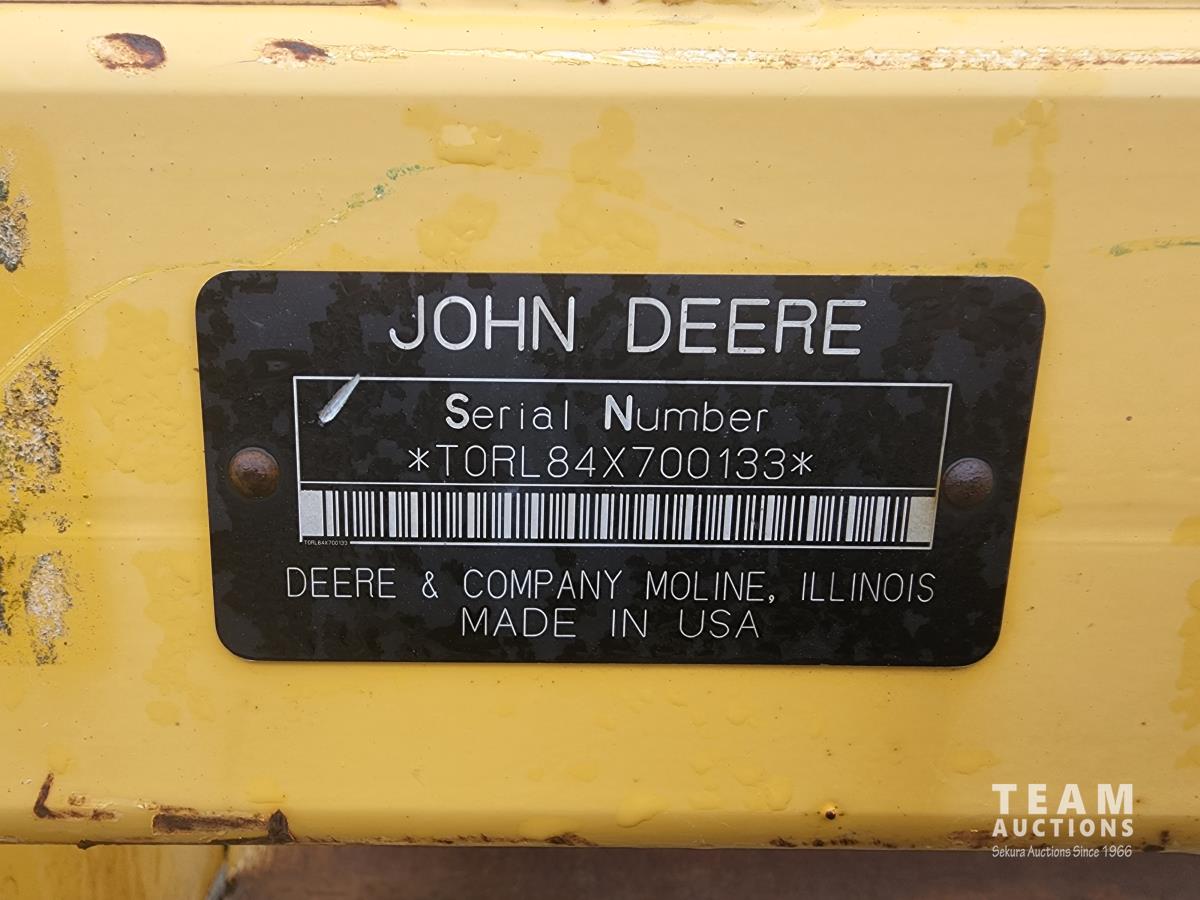 JOHN DEERE
Serial Number
*T0RL84X700133*
T0RL84X700133
DEERE & COMPANY MOLINE, ILLINOIS
MADE IN USA
TEAM
AUCTIONS
Sekura Auctions Since 1966